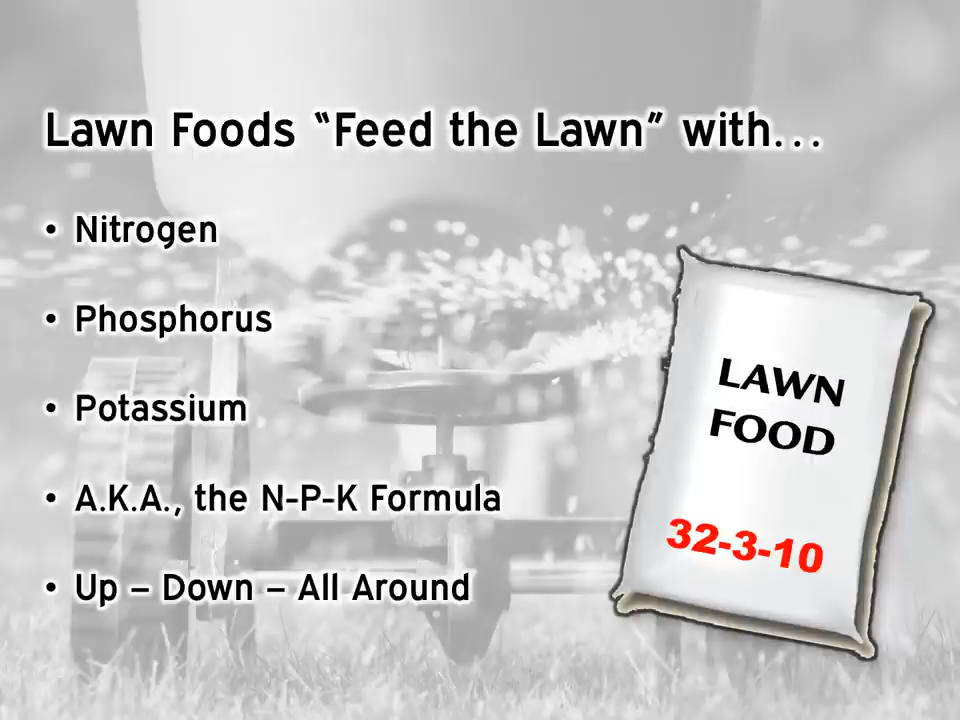 Lawn Foods “Feed the Lawn” with…
• Nitrogen
• Phosphorus
• Potassium
• A.K.A., the N-P-K Formula
• Up – Down – All Around
LAWN
FOOD
32-3-10